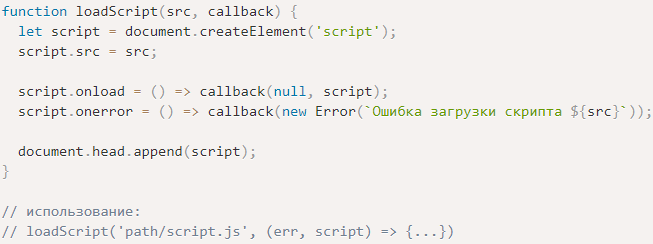 function loadScript(src, callback) {
  let script = document.createElement('script');
  script.src = src;

  script.onload = () => callback(null, script);
  script.onerror = () => callback(new Error(`Ошибка загрузки скрипта ${src}`));

  document.head.append(script);
}

// использование:
// loadScript('path/script.js', (err, script) => {...})